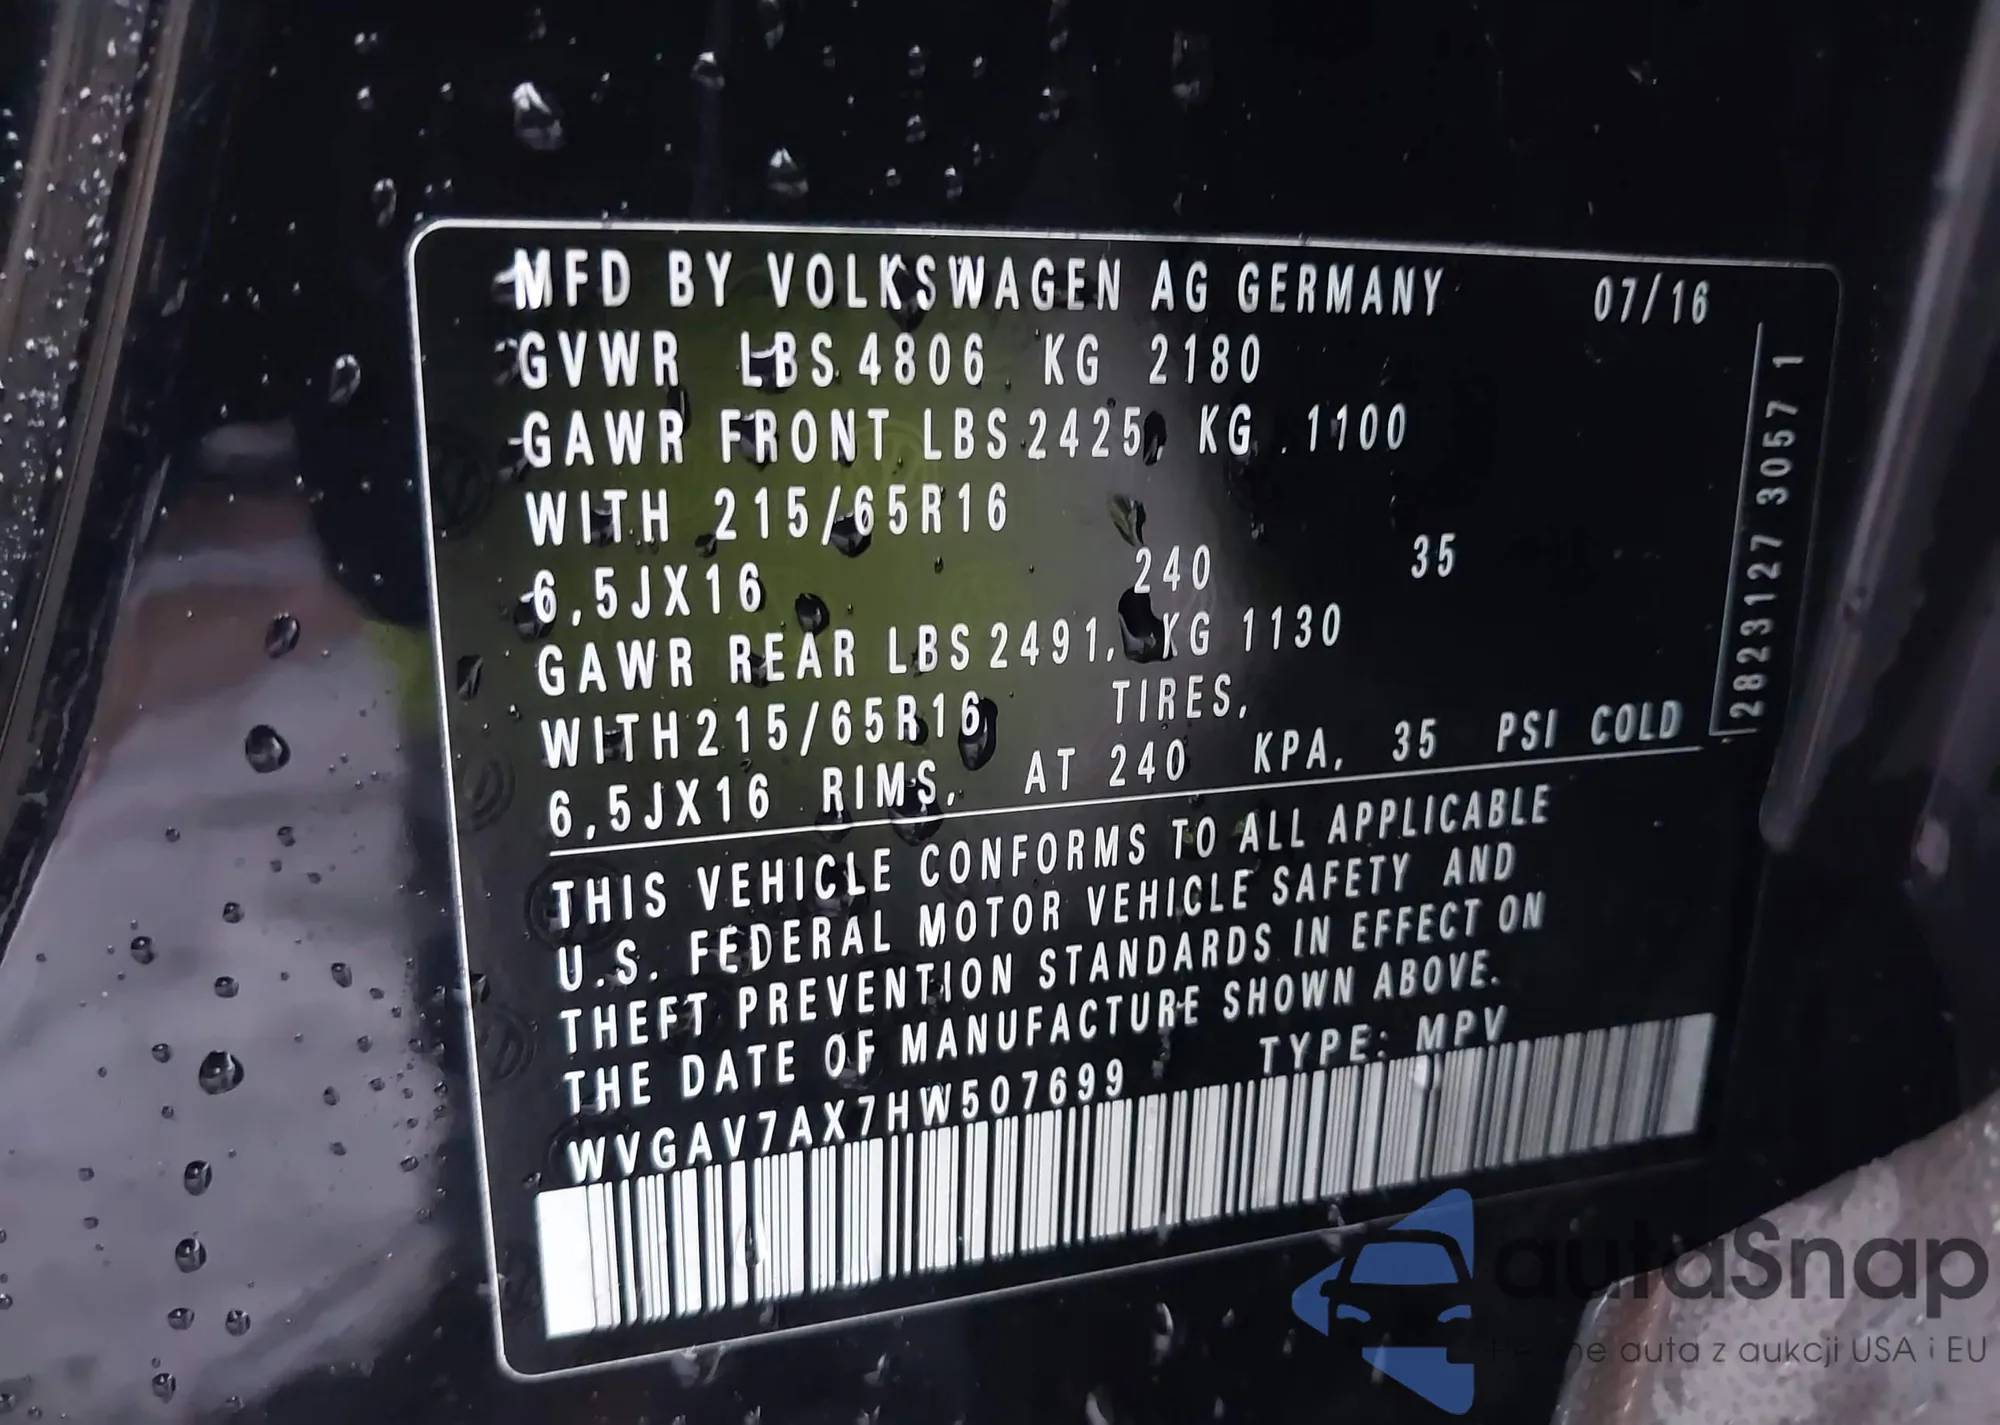 MFD BY VOLKSWAGEN AG GERMANY 07/16
GVWR LBS 4806 KG 2180
GAWR FRONT LBS 2425, KG 1100
WITH 215/65R16
6,5JX16 240 35
GAWR REAR LBS 2491, KG 1130
WITH 215/65R16 TIRES,
6,5JX16 RIMS, AT 240 KPA, 35 PSI COLD
THIS VEHICLE CONFORMS TO ALL APPLICABLE
U.S. FEDERAL MOTOR VEHICLE SAFETY AND
THEFT PREVENTION STANDARDS IN EFFECT ON
THE DATE OF MANUFACTURE SHOWN ABOVE.
WVGAV7AX7HW507699 TYPE: MPV
2823127 3057 1
autaSnap
auta z aukcji USA i EU